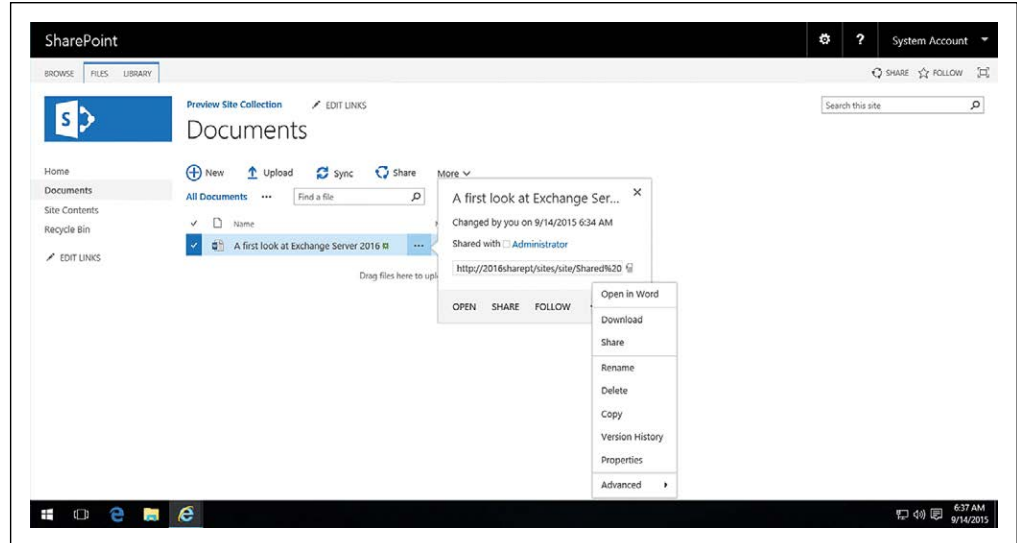 SharePoint
? System Account
BROWSE FILES LIBRARY
SHARE FOLLOW
S
Preview Site Collection EDIT LINKS
Search this site
Documents
Home
Documents
Site Contents
Recycle Bin
EDIT LINKS
New Upload Sync Share More
All Documents ... Find a file
Name
A first look at Exchange Server 2016 ...
Drag files here to upl
A first look at Exchange Ser...
Changed by you on 9/14/2015 6:34 AM
Shared with Administrator
http://2016sharept/sites/site/Shared%20
OPEN SHARE FOLLOW
Open in Word
Download
Share
Rename
Delete
Copy
Version History
Properties
Advanced
6:37 AM
9/14/2015